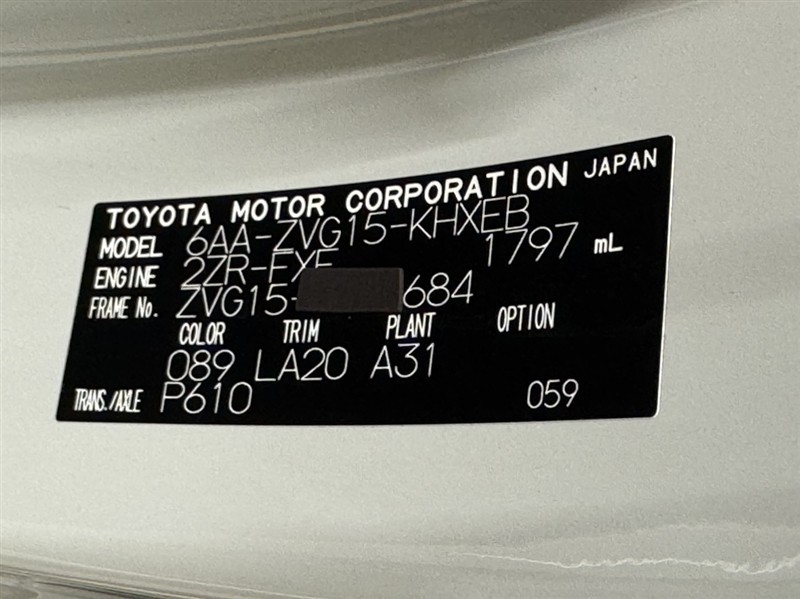 TOYOTA MOTOR CORPORATION JAPAN
MODEL 6AA-ZVG15-KHXEB
ENGINE 2ZR-FXE 1797 mL
FRAME No. ZVG15- 684
COLOR TRIM PLANT OPTION
089 LA20 A31
TRANS./AXLE P610 059